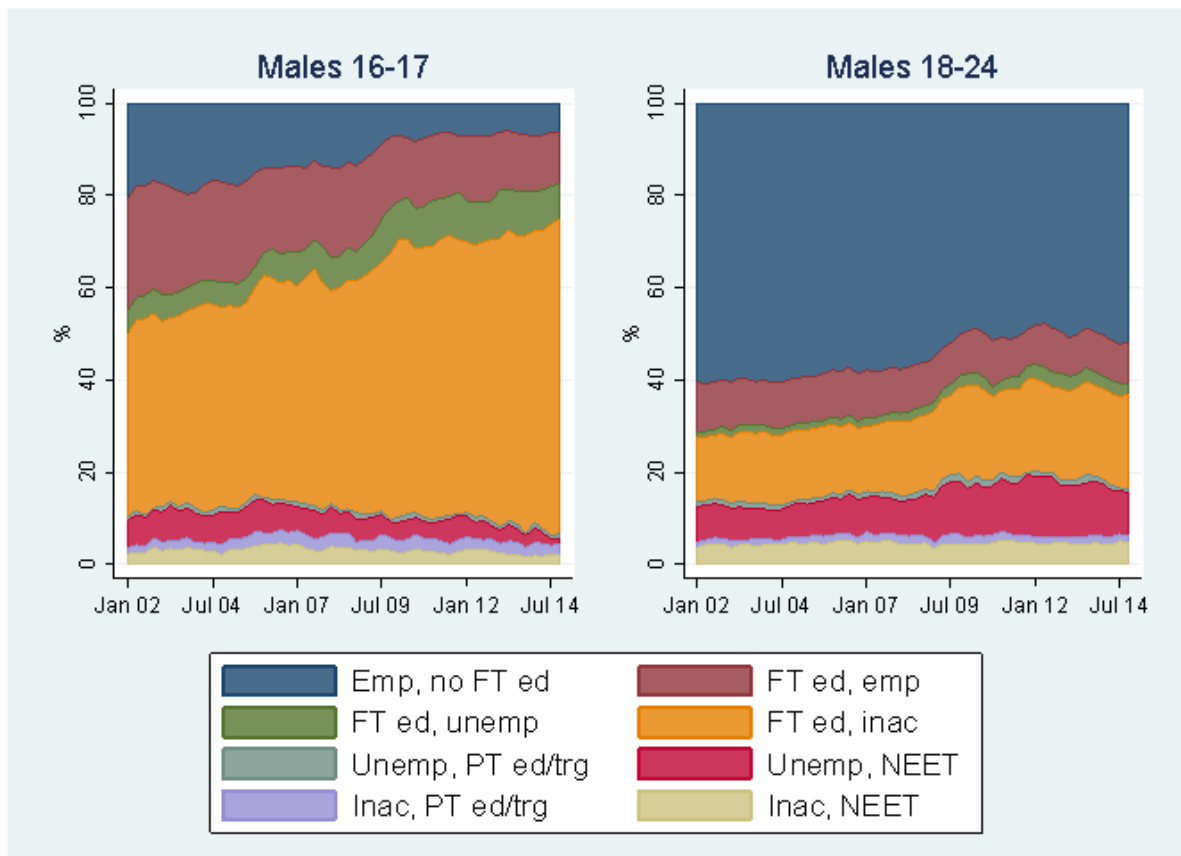 Males 16-17
100
80
60
40
20
0
%
Jan 02 Jul 04 Jan 07 Jul 09 Jan 12 Jul 14
Males 18-24
100
80
60
40
20
0
%
Jan 02 Jul 04 Jan 07 Jul 09 Jan 12 Jul 14
Emp, no FT ed FT ed, emp
FT ed, unemp FT ed, inac
Unemp, PT ed/trg Unemp, NEET
Inac, PT ed/trg Inac, NEET